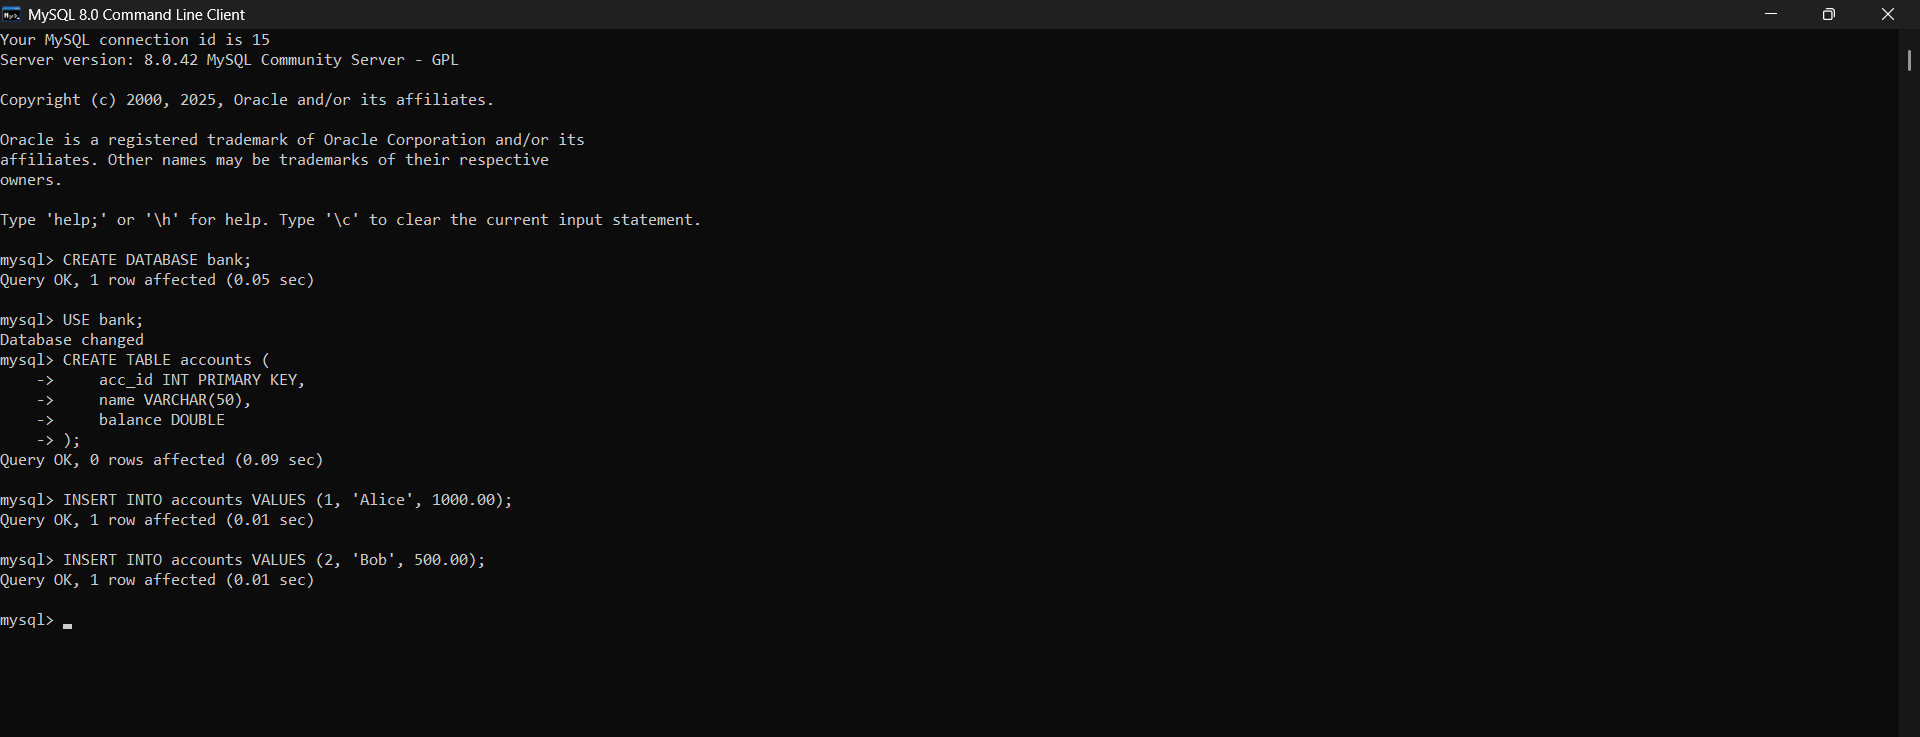 MySQL 8.0 Command Line Client
Your MySQL connection id is 15
Server version: 8.0.42 MySQL Community Server - GPL
Copyright (c) 2000, 2025, Oracle and/or its affiliates.
Oracle is a registered trademark of Oracle Corporation and/or its
affiliates. Other names may be trademarks of their respective
owners.
Type 'help;' or '\h' for help. Type '\c' to clear the current input statement.
mysql> CREATE DATABASE bank;
Query OK, 1 row affected (0.05 sec)
mysql> USE bank;
Database changed
mysql> CREATE TABLE accounts (
    ->     acc_id INT PRIMARY KEY,
    ->     name VARCHAR(50),
    ->     balance DOUBLE
    -> );
Query OK, 0 rows affected (0.09 sec)
mysql> INSERT INTO accounts VALUES (1, 'Alice', 1000.00);
Query OK, 1 row affected (0.01 sec)
mysql> INSERT INTO accounts VALUES (2, 'Bob', 500.00);
Query OK, 1 row affected (0.01 sec)
mysql>